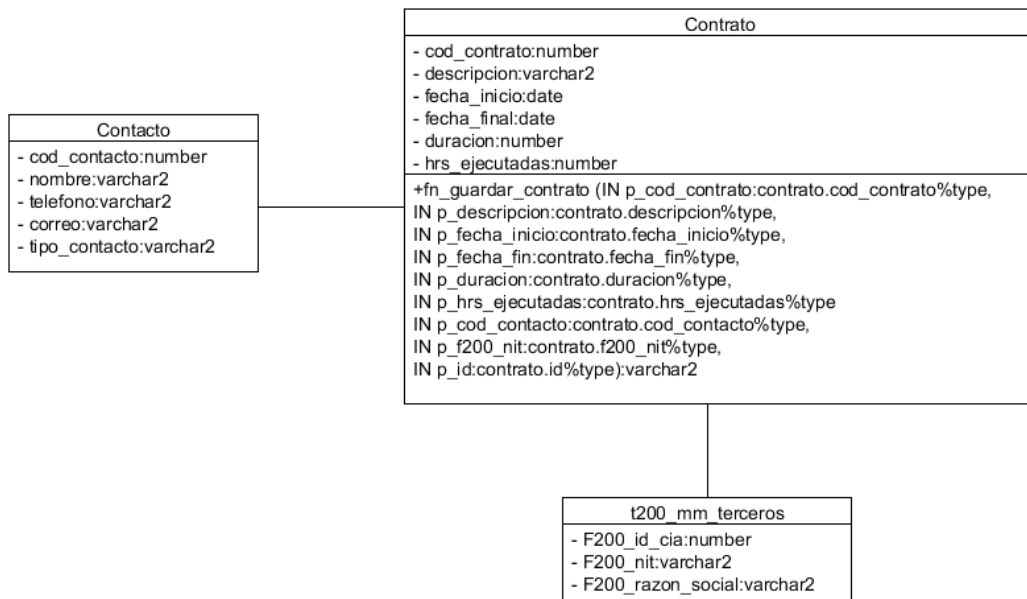 Contrato
- cod_contrato:number
- descripcion:varchar2
- fecha_inicio:date
- fecha_final:date
- duracion:number
- hrs_ejecutadas:number
+fn_guardar_contrato (IN p_cod_contrato:contrato.cod_contrato%type,
IN p_descripcion:contrato.descripcion%type,
IN p_fecha_inicio:contrato.fecha_inicio%type,
IN p_fecha_fin:contrato.fecha_fin%type,
IN p_duracion:contrato.duracion%type,
IN p_hrs_ejecutadas:contrato.hrs_ejecutadas%type
IN p_cod_contacto:contrato.cod_contacto%type,
IN p_f200_nit:contrato.f200_nit%type,
IN p_id:contrato.id%type):varchar2
Contacto
- cod_contacto:number
- nombre:varchar2
- telefono:varchar2
- correo:varchar2
- tipo_contacto:varchar2
t200_mm_terceros
- F200_id_cia:number
- F200_nit:varchar2
- F200_razon_social:varchar2